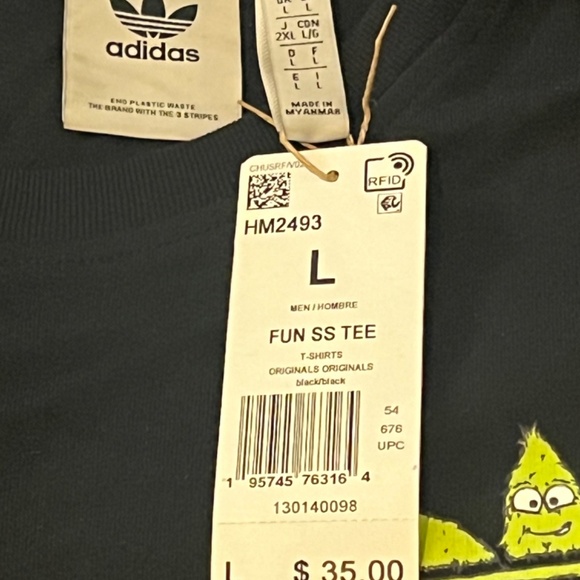 adidas
END PLASTIC WASTE
THE BRAND WITH THE 3 STRIPES
L L
J CDN
2XL L/G
D F
L L
E I
L L
MADE IN
MYANMAR
RFID
HM2493
L
MEN / HOMBRE
FUN SS TEE
T-SHIRTS
ORIGINALS ORIGINALS
black/black
54
676
UPC
1 95745 76316 4
130140098
L $ 35.00